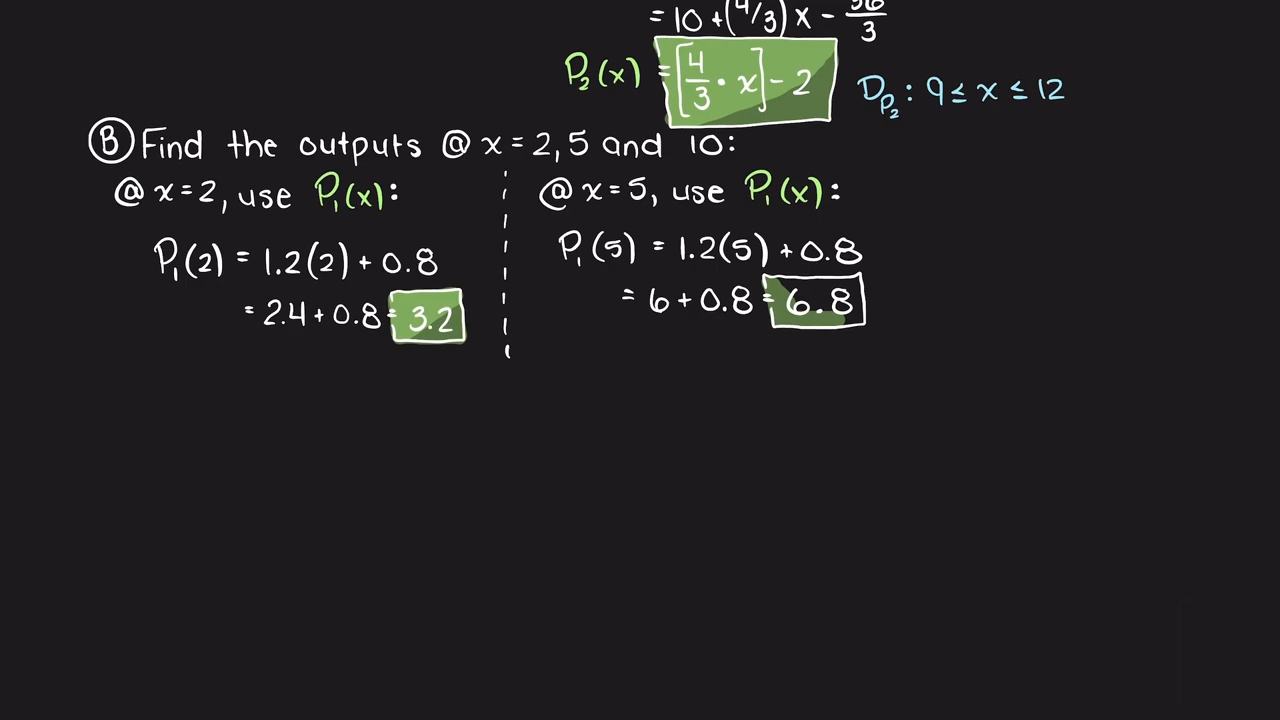 = 10 + (4/3) x - 36/3
P₂(x) = [4/3 · x] - 2
D_P₂ : 9 ≤ x ≤ 12
Ⓑ Find the outputs @ x = 2, 5 and 10:
@ x = 2, use P₁(x):
P₁(2) = 1.2(2) + 0.8
= 2.4 + 0.8 = 3.2
@ x = 5, use P₁(x):
P₁(5) = 1.2(5) + 0.8
= 6 + 0.8 = 6.8